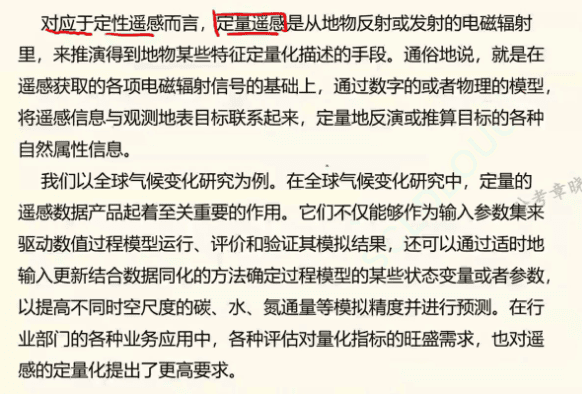 对应于定性遥感而言，定量遥感是从地物反射或发射的电磁辐射
里，来推演得到地物某些特征定量化描述的手段。通俗地说，就是在
遥感获取的各项电磁辐射信号的基础上，通过数字的或者物理的模型，
将遥感信息与观测地表目标联系起来，定量地反演或推算目标的各种
自然属性信息。
我们以全球气候变化研究为例。在全球气候变化研究中，定量的
遥感数据产品起着至关重要的作用。它们不仅能够作为输入参数集来
驱动数值过程模型运行、评价和验证其模拟结果，还可以通过适时地
输入更新结合数据同化的方法确定过程模型的某些状态变量或者参数，
以提高不同时空尺度的碳、水、氮通量等模拟精度并进行预测。在行
业部门的各种业务应用中，各种评估对量化指标的旺盛需求，也对遥
感的定量化提出了更高要求。
考章晓